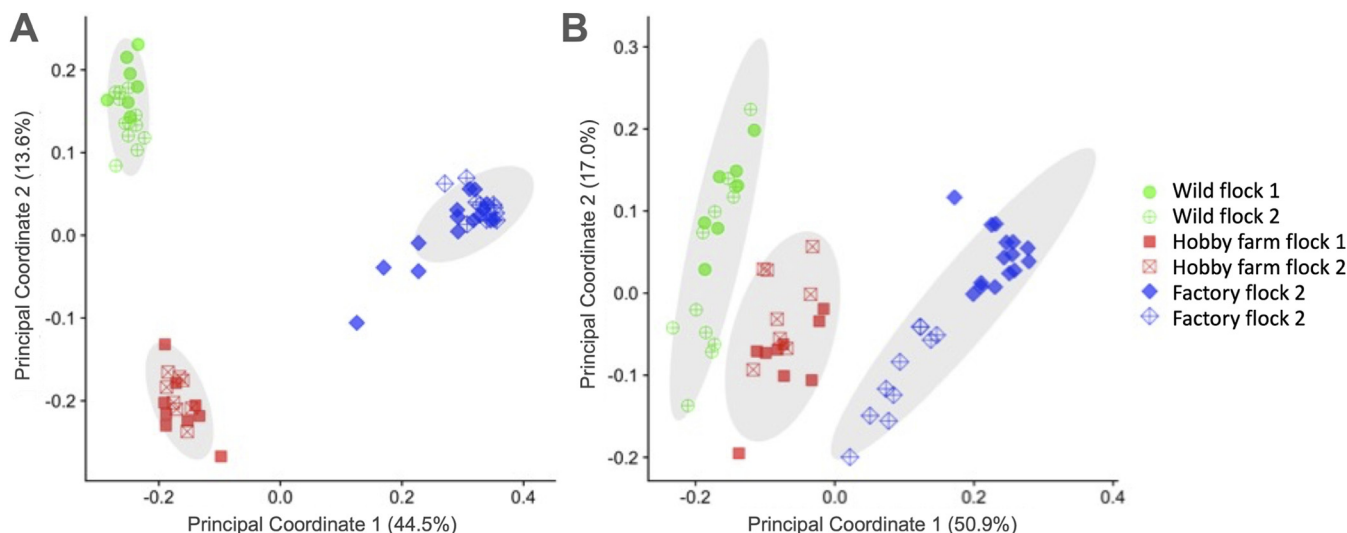 A
0.2
0.1
0.0
-0.1
-0.2
-0.2
0.0
0.2
0.4
Principal Coordinate 2 (13.6%)
Principal Coordinate 1 (44.5%)
B
0.3
0.2
0.1
0.0
-0.1
-0.2
-0.2
0.0
0.2
0.4
Principal Coordinate 2 (17.0%)
Principal Coordinate 1 (50.9%)
Wild flock 1
Wild flock 2
Hobby farm flock 1
Hobby farm flock 2
Factory flock 2
Factory flock 2